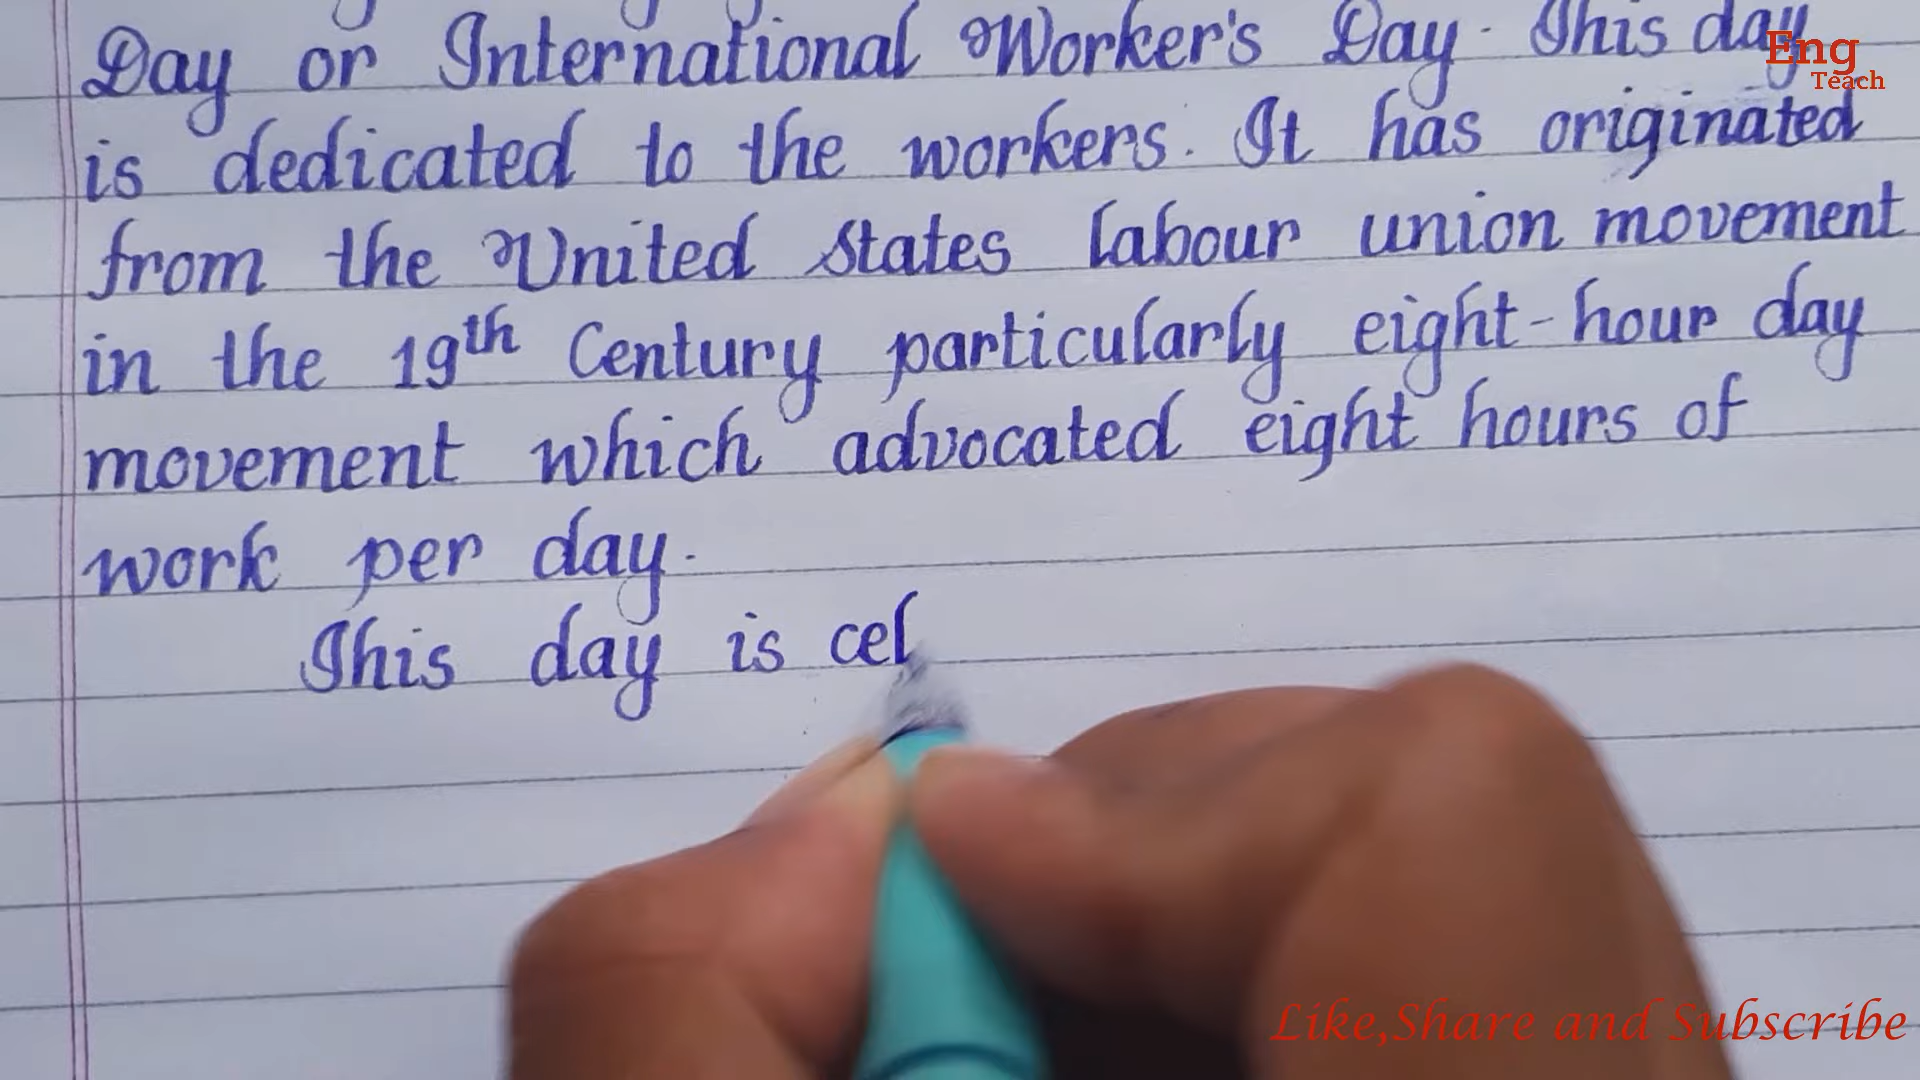 Day or International Worker's Day. This day
is dedicated to the workers. It has originated
from the United States labour union movement
in the 19th Century particularly eight-hour day
movement which advocated eight hours of
work per day.
This day is cel
Eng
Teach
Like,Share and Subscribe